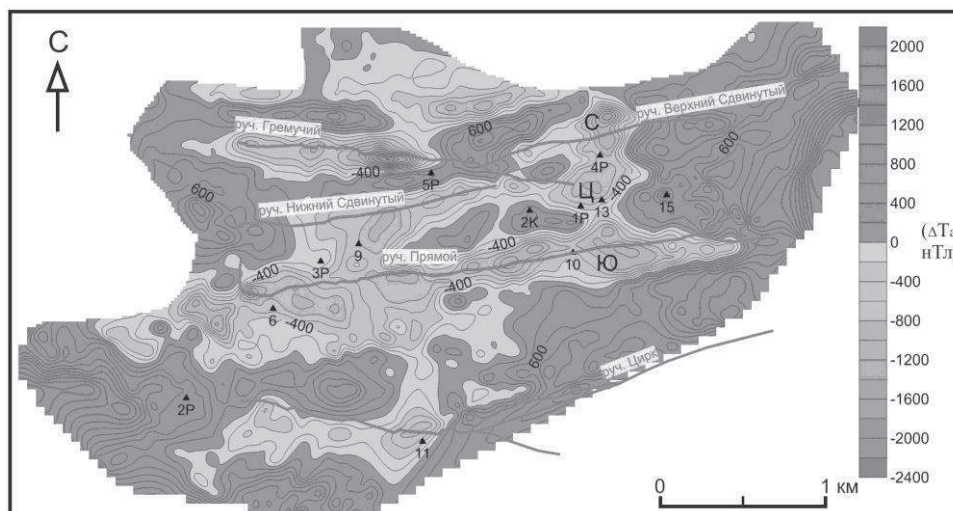 С
руч. Гремучий
600
С
руч. Верхний Сдвинутый
4Р
600
-400
5Р
600
руч. Нижний Сдвинутый
Ц
-400
2К
1Р
13
15
9
3Р
руч. Прямой
-400
10
Ю
-400
-400
6
-400
600
руч. Цирк
2Р
11
0
1 км
2000
1600
1200
800
400
0
-400
-800
-1200
-1600
-2000
-2400
(ΔTa
нТл